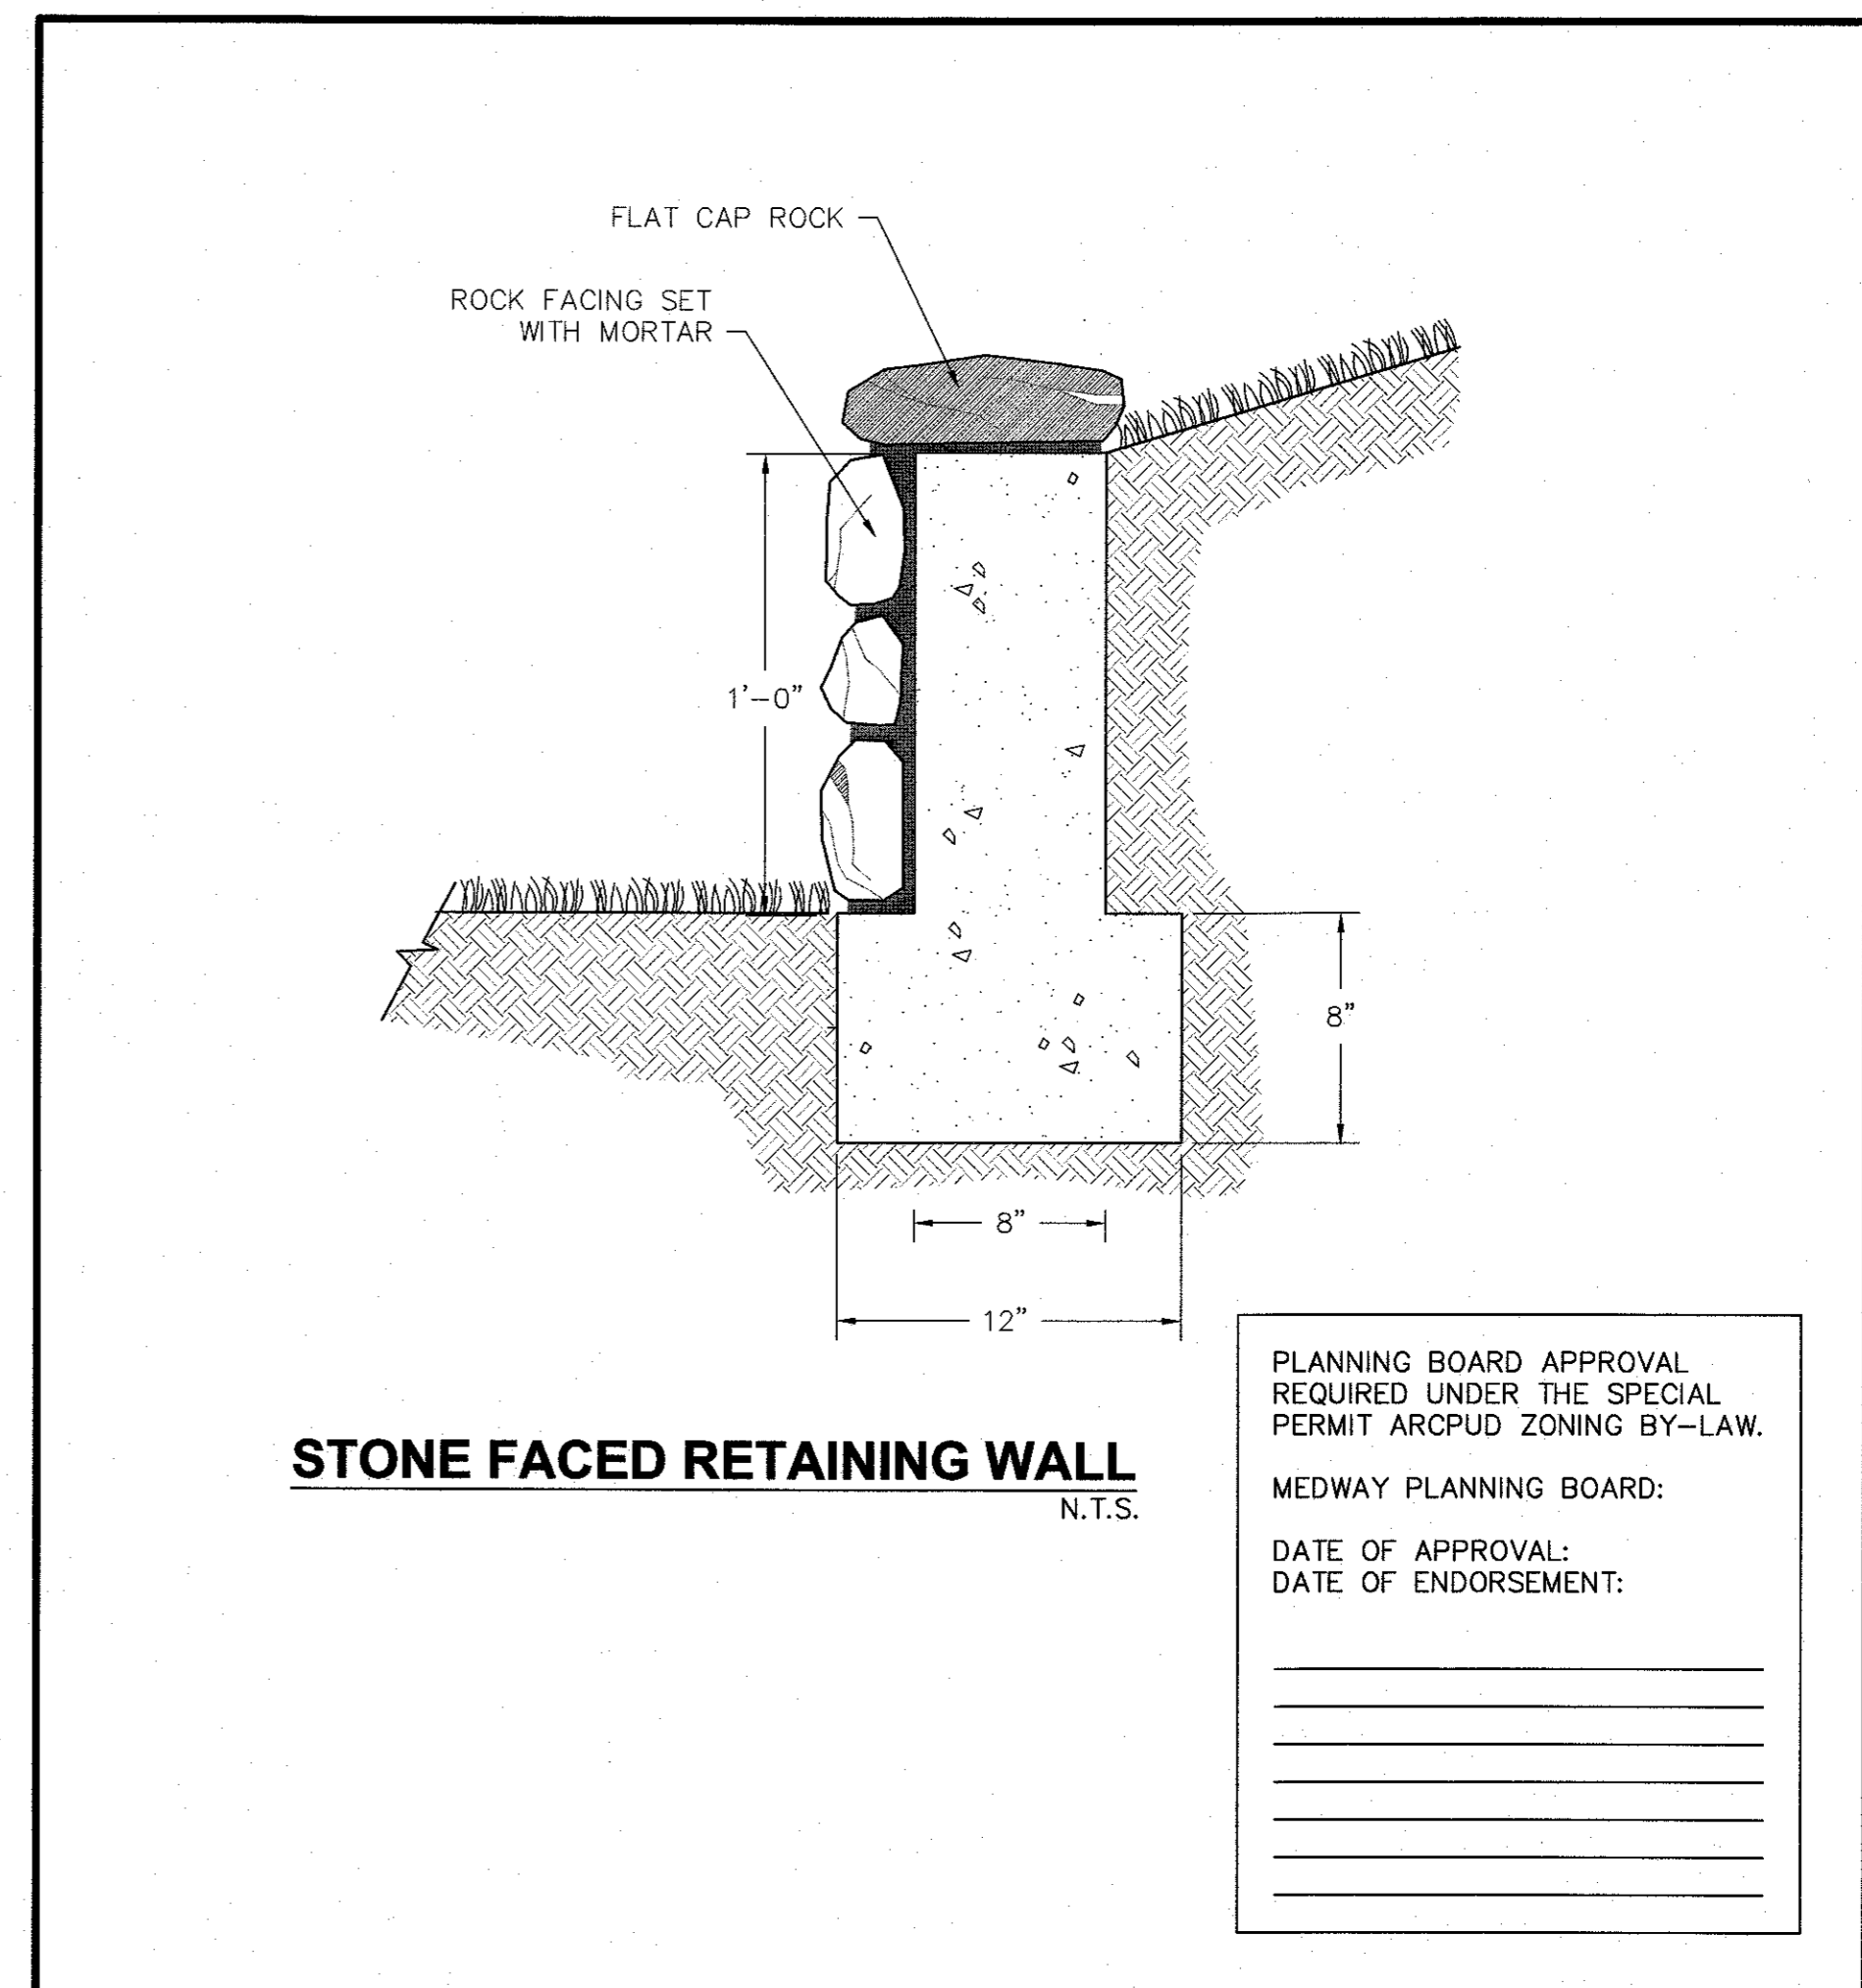 FLAT CAP ROCK
ROCK FACING SET
WITH MORTAR
1'-0"
8"
8"
12"
STONE FACED RETAINING WALL
N.T.S.
PLANNING BOARD APPROVAL
REQUIRED UNDER THE SPECIAL
PERMIT ARCPUD ZONING BY-LAW.
MEDWAY PLANNING BOARD:
DATE OF APPROVAL:
DATE OF ENDORSEMENT: